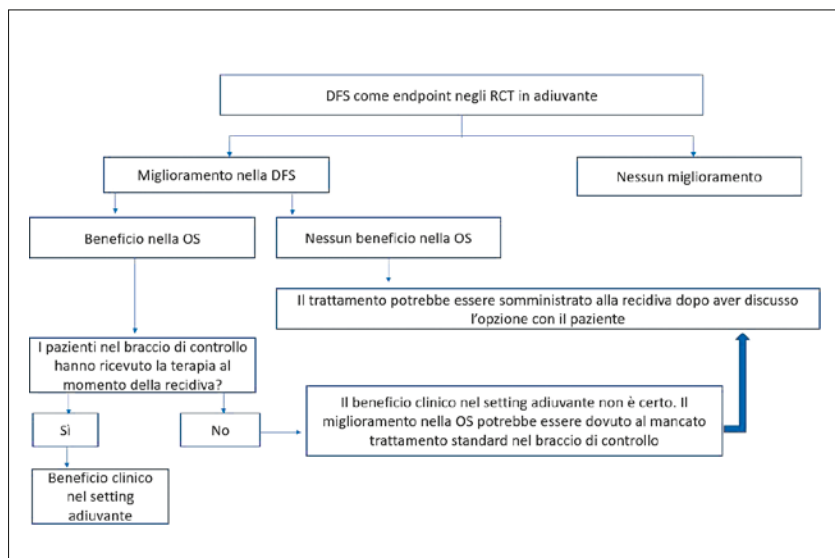 DFS come endpoint negli RCT in adiuvante
Miglioramento nella DFS
Nessun miglioramento
Beneficio nella OS
Nessun beneficio nella OS
Il trattamento potrebbe essere somministrato alla recidiva dopo aver discusso
l’opzione con il paziente
I pazienti nel braccio di controllo
hanno ricevuto la terapia al
momento della recidiva?
Il beneficio clinico nel setting adiuvante non è certo. Il
miglioramento nella OS potrebbe essere dovuto al mancato
trattamento standard nel braccio di controllo
Sì
No
Beneficio clinico
nel setting
adiuvante